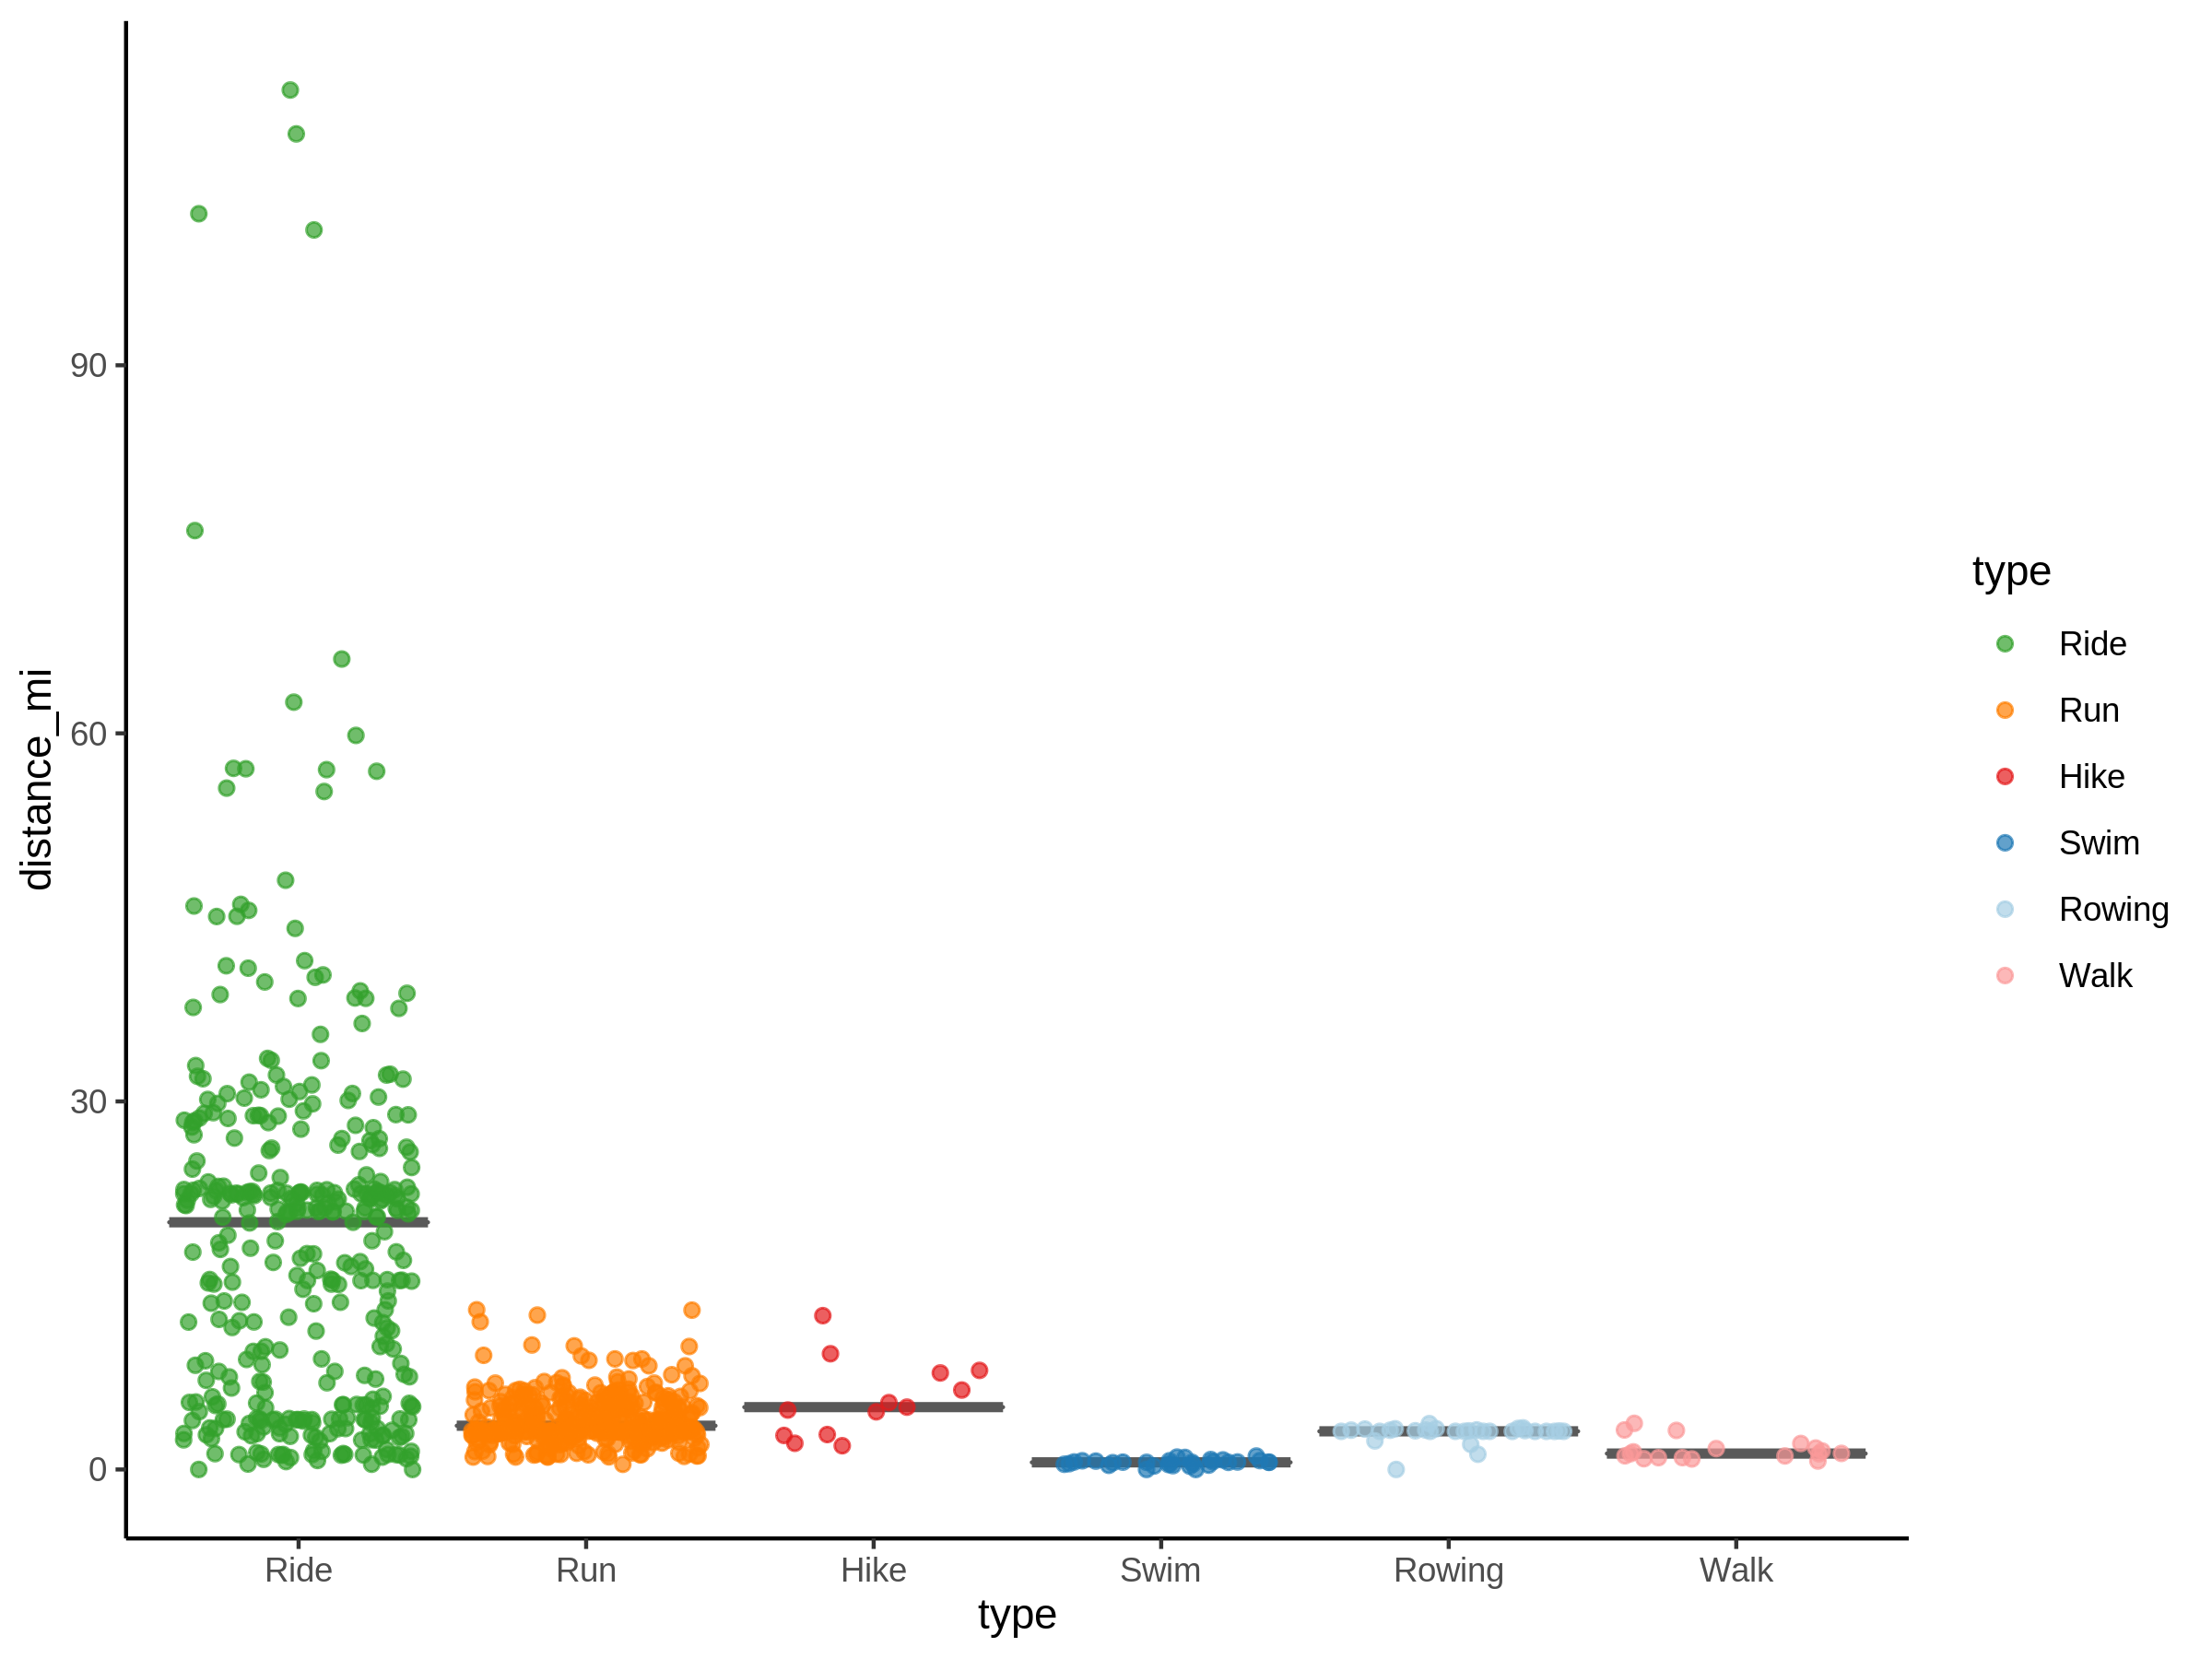 distance_mi
90
60
30
0
Ride
Run
Hike
Swim
Rowing
Walk
type
type
Ride
Run
Hike
Swim
Rowing
Walk